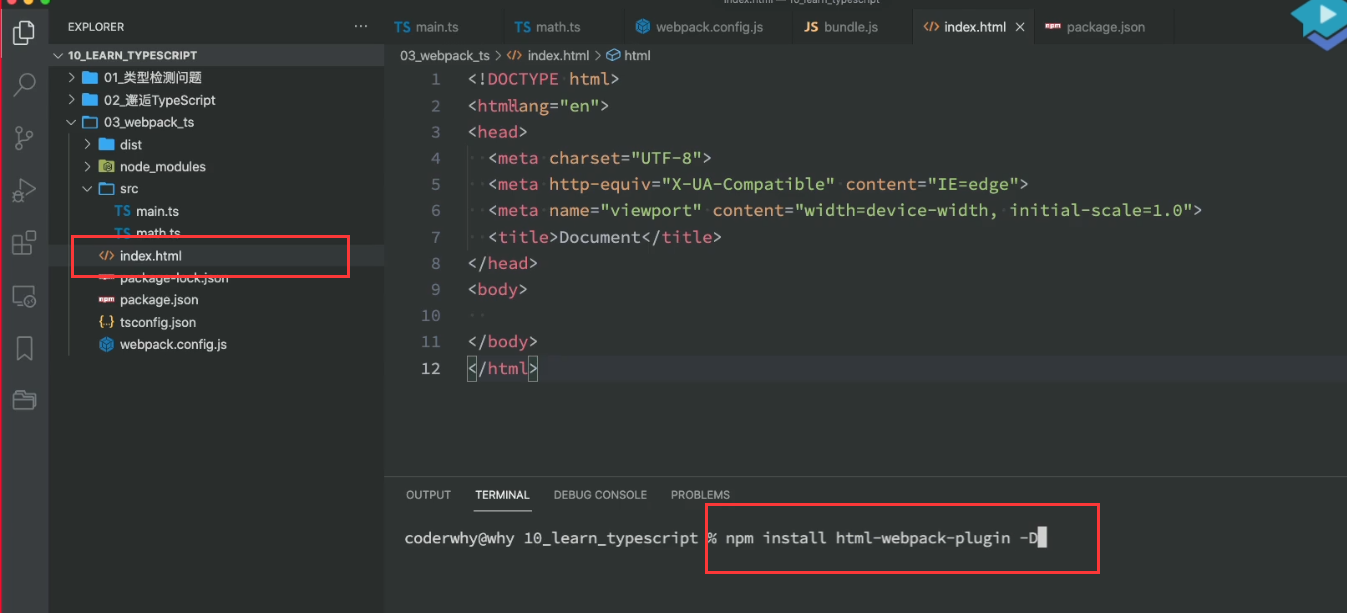 index.html — 10_learn_typescript
EXPLORER
TS main.ts
TS math.ts
webpack.config.js
JS bundle.js
index.html
package.json
10_LEARN_TYPESCRIPT
01_类型检测问题
02_邂逅TypeScript
03_webpack_ts
dist
node_modules
src
TS main.ts
TS math.ts
index.html
package-lock.json
package.json
tsconfig.json
webpack.config.js
03_webpack_ts > index.html > html
1 <!DOCTYPE html>
2 <html lang="en">
3 <head>
4 <meta charset="UTF-8">
5 <meta http-equiv="X-UA-Compatible" content="IE=edge">
6 <meta name="viewport" content="width=device-width, initial-scale=1.0">
7 <title>Document</title>
8 </head>
9 <body>
10
11 </body>
12 </html>
OUTPUT TERMINAL DEBUG CONSOLE PROBLEMS
coderwhy@why 10_learn_typescript % npm install html-webpack-plugin -D